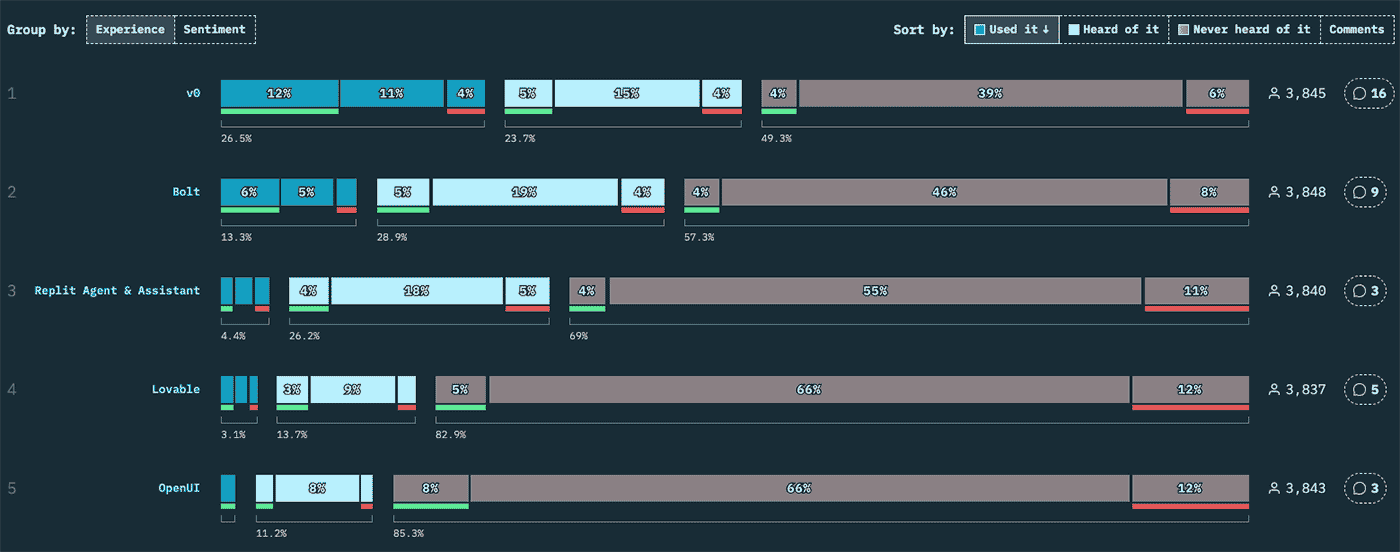 Group by: Experience Sentiment Sort by: Used it ↓ Heard of it Never heard of it Comments
1 v0 12% 11% 4% 5% 15% 4% 4% 39% 6% 3,845 16
26.5% 23.7% 49.3%
2 Bolt 6% 5% 5% 19% 4% 4% 46% 8% 3,848 9
13.3% 28.9% 57.3%
3 Replit Agent & Assistant 4% 18% 5% 4% 55% 11% 3,840 3
4.4% 26.2% 69%
4 Lovable 3% 9% 5% 66% 12% 3,837 5
3.1% 13.7% 82.9%
5 OpenUI 8% 8% 66% 12% 3,843 3
11.2% 85.3%